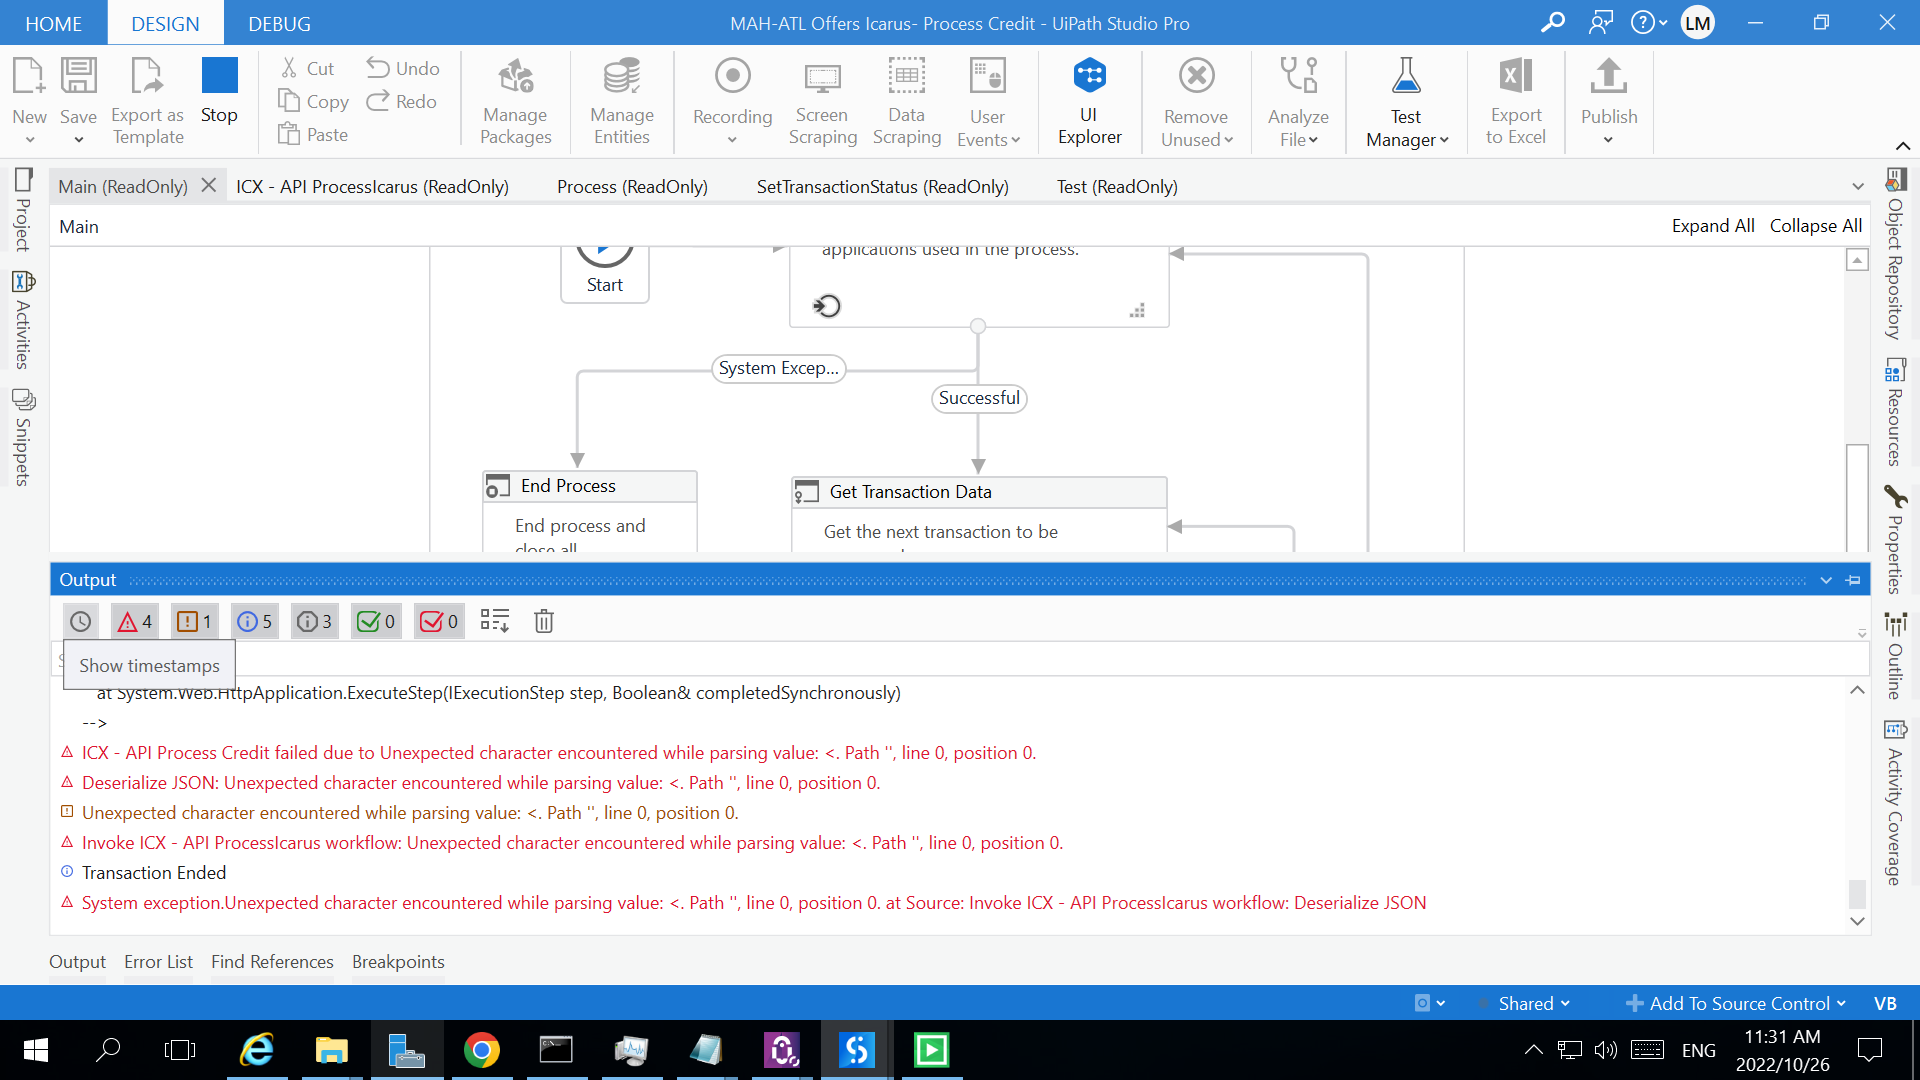 HOME DESIGN DEBUG MAH-ATL Offers Icarus- Process Credit - UiPath Studio Pro LM
New Save Export as Template Stop Cut Copy Paste Undo Redo Manage Packages Manage Entities Recording Screen Scraping Data Scraping User Events UI Explorer Remove Unused Analyze File Test Manager Export to Excel Publish
Main (ReadOnly) ICX - API ProcessIcarus (ReadOnly) Process (ReadOnly) SetTransactionStatus (ReadOnly) Test (ReadOnly)
Main Expand All Collapse All
Project
Activities
Snippets
Object Repository
Resources
Properties
Outline
Activity Coverage
applications used in the process.
Start
System Excep...
Successful
End Process
End process and
close all
Get Transaction Data
Get the next transaction to be
Output
4 1 5 3 0 0
Show timestamps
at System.Web.HttpApplication.ExecuteStep(IExecutionStep step, Boolean& completedSynchronously)
-->
ICX - API Process Credit failed due to Unexpected character encountered while parsing value: <. Path '', line 0, position 0.
Deserialize JSON: Unexpected character encountered while parsing value: <. Path '', line 0, position 0.
Unexpected character encountered while parsing value: <. Path '', line 0, position 0.
Invoke ICX - API ProcessIcarus workflow: Unexpected character encountered while parsing value: <. Path '', line 0, position 0.
Transaction Ended
System exception.Unexpected character encountered while parsing value: <. Path '', line 0, position 0. at Source: Invoke ICX - API ProcessIcarus workflow: Deserialize JSON
Output Error List Find References Breakpoints
Shared Add To Source Control VB
ENG 11:31 AM
2022/10/26